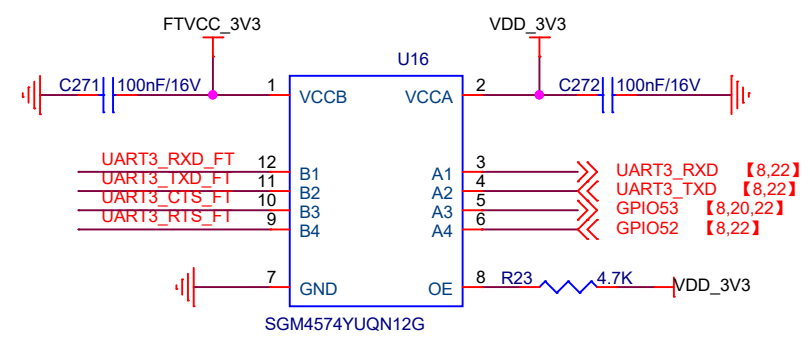 FTVCC_3V3 VDD_3V3
U16
C271 100nF/16V 1 2 C272 100nF/16V
VCCB VCCA
UART3_RXD_FT 12 B1 A1 3 UART3_RXD 【8,22】
UART3_TXD_FT 11 B2 A2 4 UART3_TXD 【8,22】
UART3_CTS_FT 10 B3 A3 5 GPIO53 【8,20,22】
UART3_RTS_FT 9 B4 A4 6 GPIO52 【8,22】
7 GND OE 8 R23 4.7K VDD_3V3
SGM4574YUQN12G